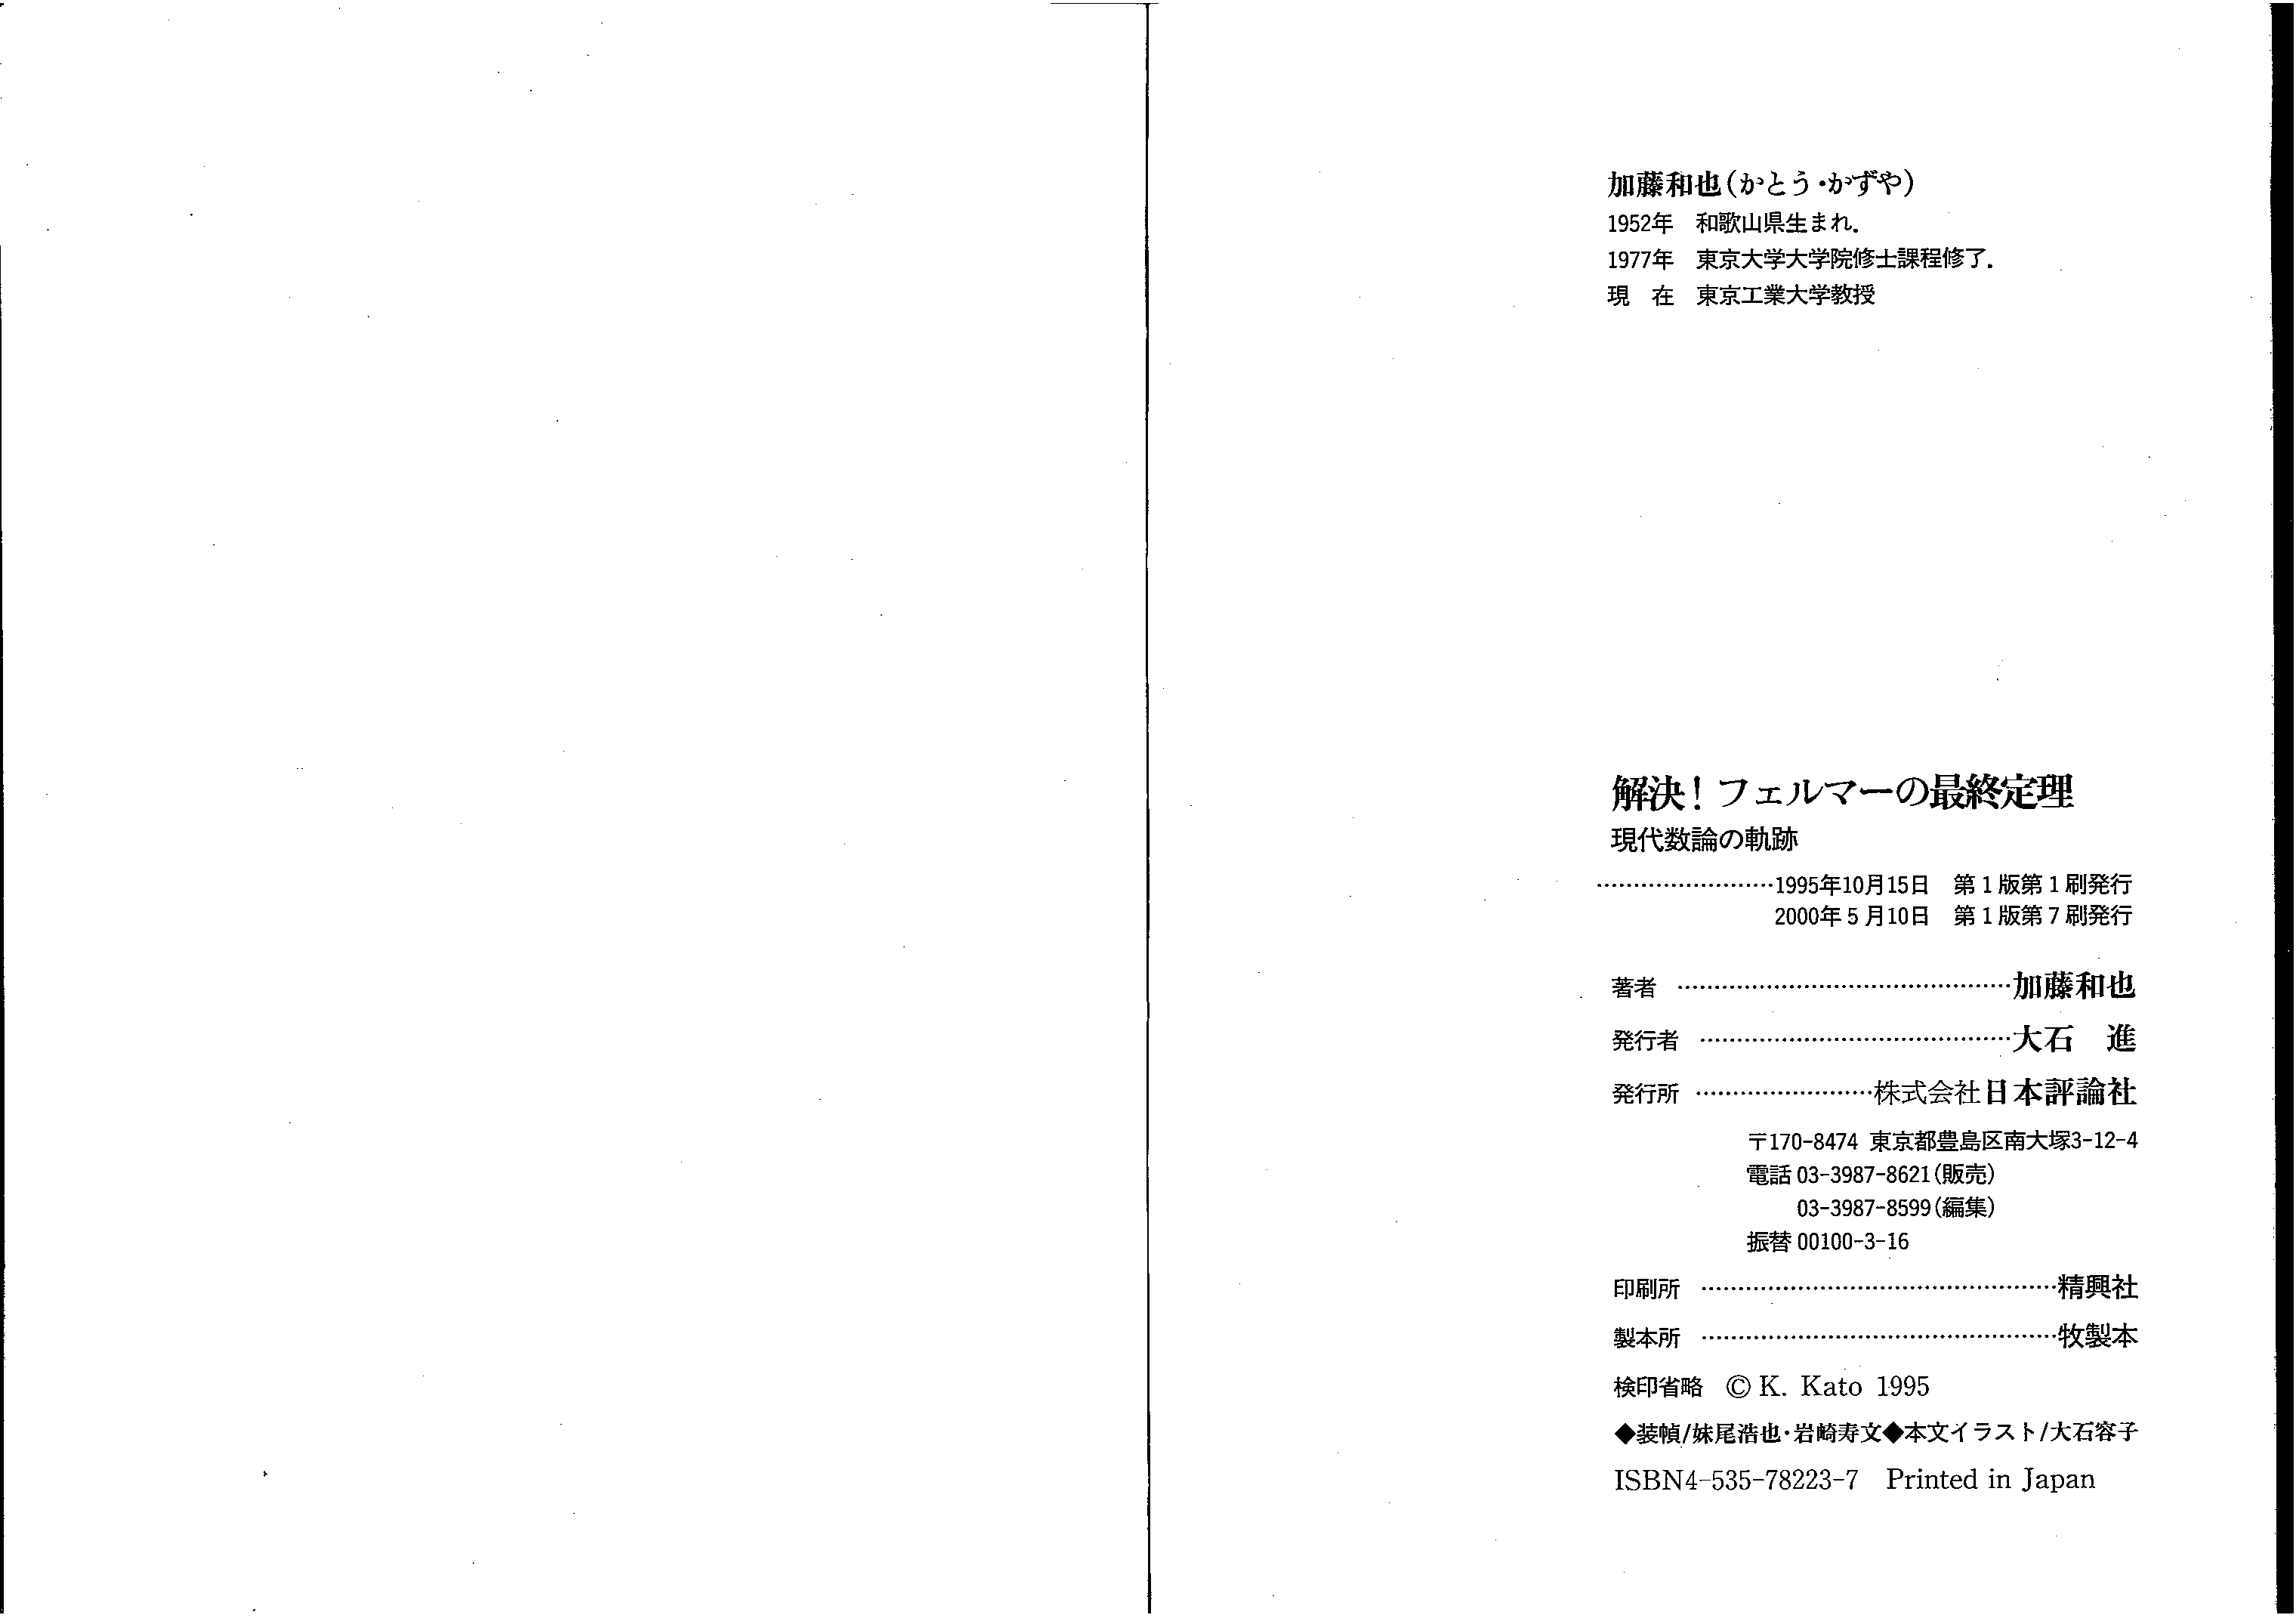 加藤和也(かとう・かずや)
1952年　和歌山県生まれ.
1977年　東京大学大学院修士課程修了.
現　在　東京工業大学教授
解決! フェルマーの最終定理
現代数論の軌跡
························1995年10月15日　第1版第1刷発行
2000年5月10日　第1版第7刷発行
著者　·············································加藤和也
発行者　··········································大石　進
発行所　························株式会社日本評論社
〒170-8474 東京都豊島区南大塚3-12-4
電話 03-3987-8621(販売)
03-3987-8599(編集)
振替 00100-3-16
印刷所　················································精興社
製本所　················································牧製本
検印省略　© K. Kato 1995
◆装幀/妹尾浩也・岩崎寿文◆本文イラスト/大石容子
ISBN4-535-78223-7　Printed in Japan